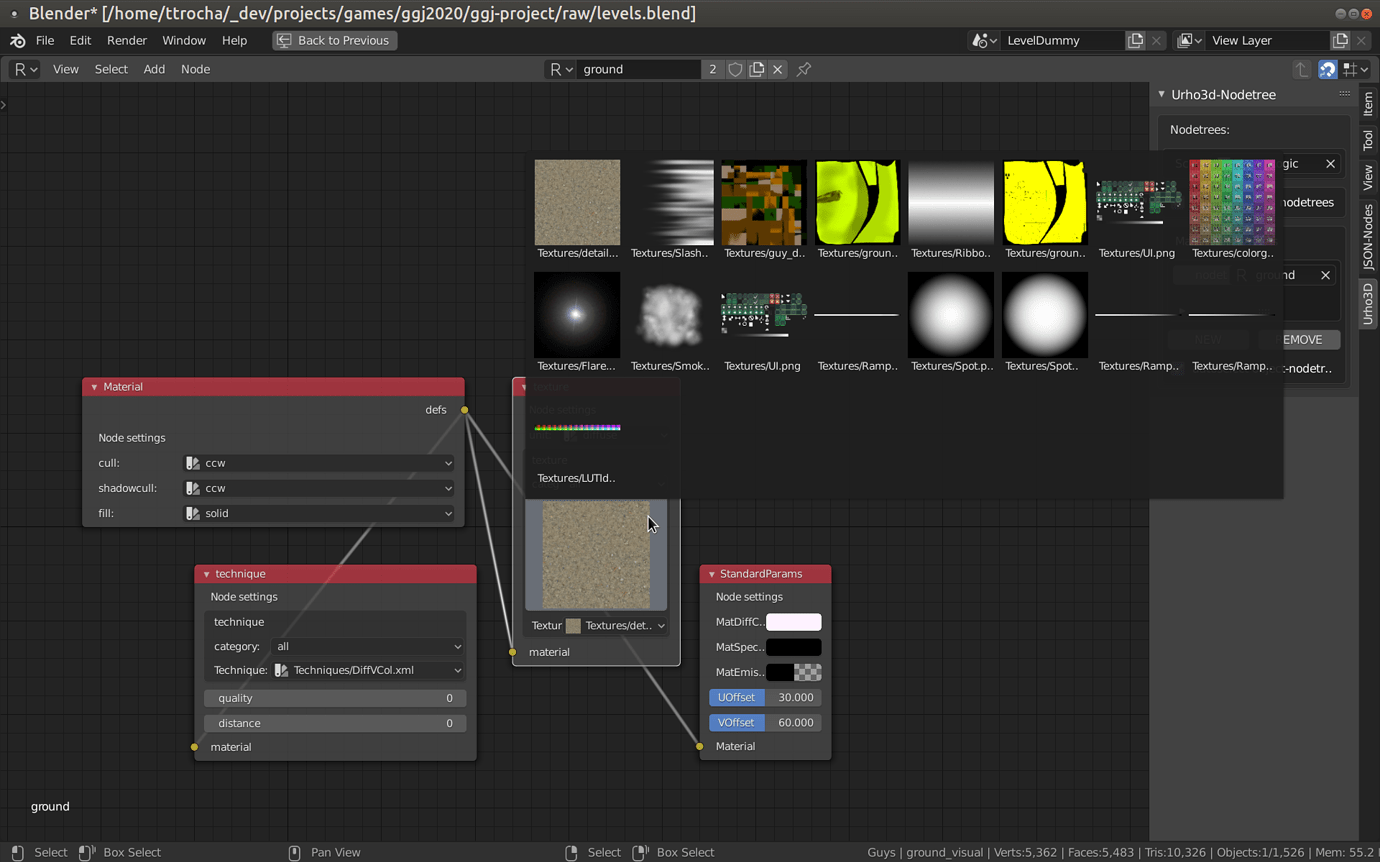 Blender* [/home/ttrocha/_dev/projects/games/ggj2020/ggj-project/raw/levels.blend]
File Edit Render Window Help Back to Previous LevelDummy View Layer
R View Select Add Node R ground 2
Urho3d-Nodetree
Nodetrees:
gic
nodetrees
Textures/detail... Textures/Slash.. Textures/guy_d.. Textures/groun.. Textures/Ribbo.. Textures/groun.. Textures/UI.png Textures/colorg..
ground
NEW EMOVE
Textures/Flare... Textures/Smok.. Textures/UI.png Textures/Ramp.. Textures/Spot.p.. Textures/Spot.. Textures/Ramp.. Textures/Ramp..
t-nodetr..
Item
Tool
View
JSON-Nodes
Urho3D
Material
defs
Node settings
cull: ccw
shadowcull: ccw
fill: solid
texture
Node settings
texture
Textures/LUTId..
Textur Textures/det..
material
technique
Node settings
technique
category: all
Technique: Techniques/DiffVCol.xml
quality 0
distance 0
material
StandardParams
Node settings
MatDiffC..
MatSpec..
MatEmis..
UOffset 30.000
VOffset 60.000
Material
ground
Select Box Select Pan View Select Box Select Guys | ground_visual | Verts:5,362 | Faces:5,483 | Tris:10,326 | Objects:1/1,526 | Mem: 55.2